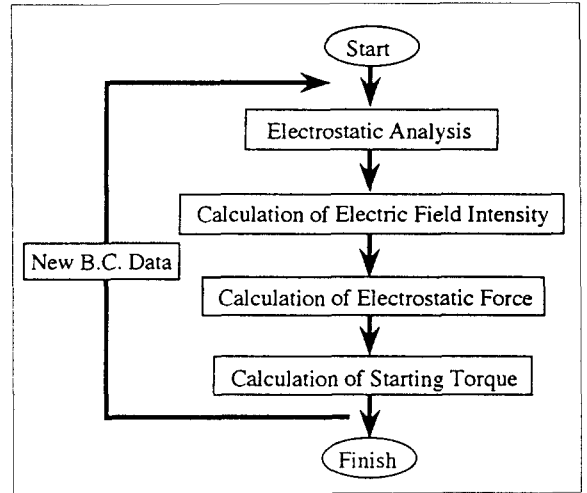 Start
Electrostatic Analysis
Calculation of Electric Field Intensity
New B.C. Data
Calculation of Electrostatic Force
Calculation of Starting Torque
Finish